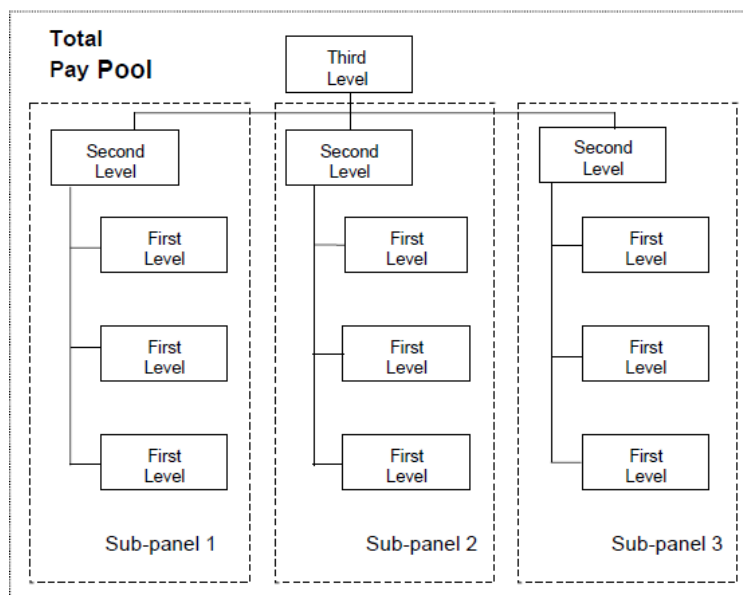 Total
Pay Pool
Third
Level
Second
Level
First
Level
First
Level
First
Level
Sub-panel 1
Second
Level
First
Level
First
Level
First
Level
Sub-panel 2
Second
Level
First
Level
First
Level
First
Level
Sub-panel 3